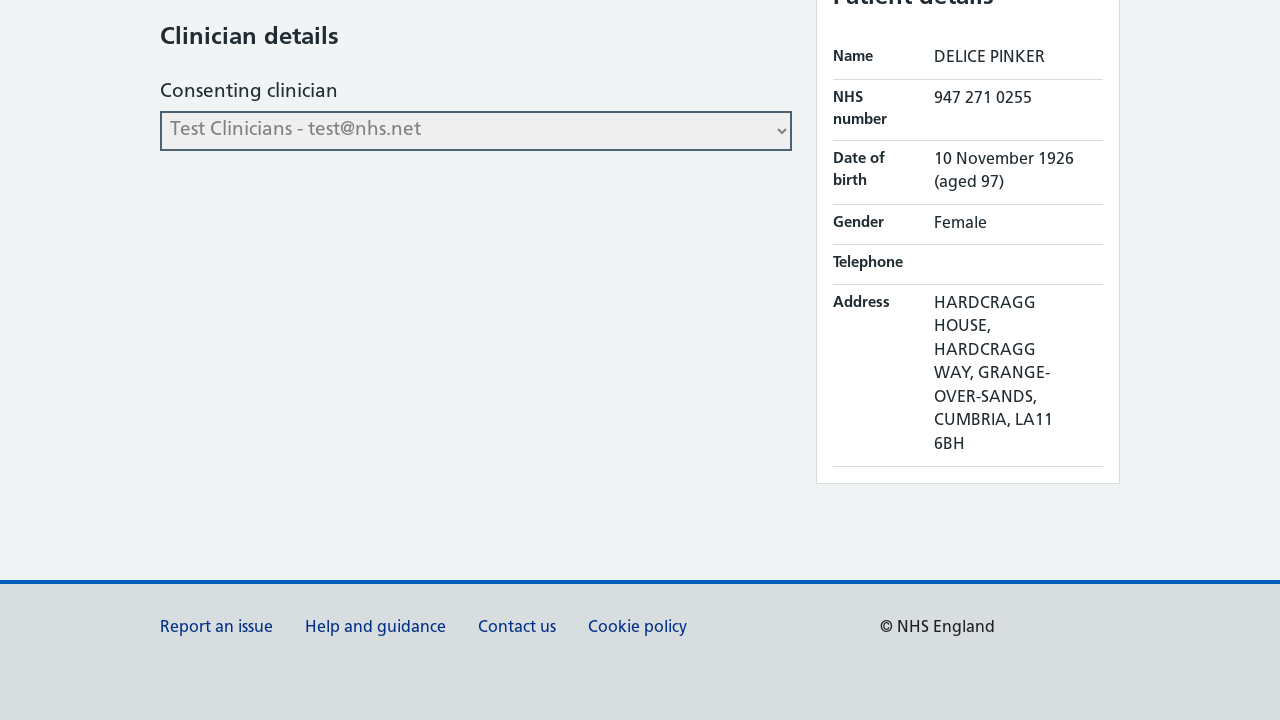 Patient details
Clinician details
Consenting clinician
Test Clinicians - test@nhs.net
Name DELICE PINKER
NHS number 947 271 0255
Date of birth 10 November 1926 (aged 97)
Gender Female
Telephone
Address HARDCRAGG
HOUSE,
HARDCRAGG
WAY, GRANGE-
OVER-SANDS,
CUMBRIA, LA11
6BH
Report an issue Help and guidance Contact us Cookie policy © NHS England